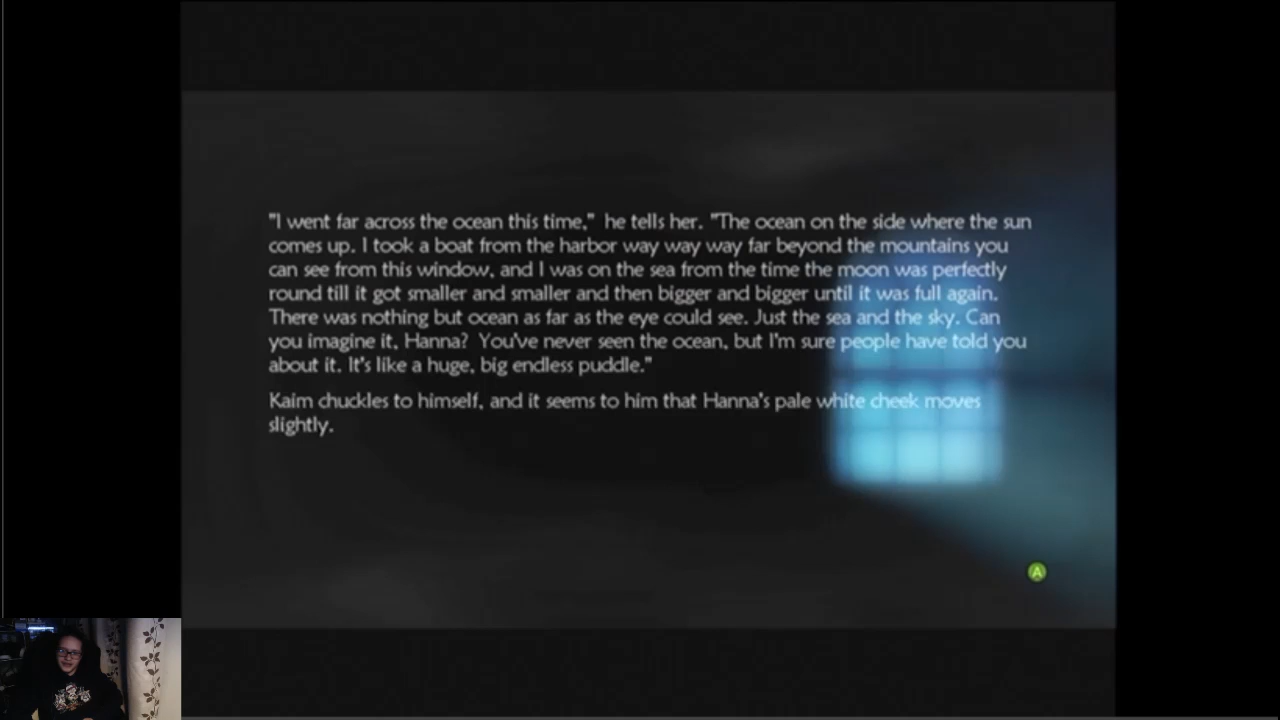 "I went far across the ocean this time,"  he tells her. "The ocean on the side where the sun
comes up. I took a boat from the harbor way way way far beyond the mountains you
can see from this window, and I was on the sea from the time the moon was perfectly
round till it got smaller and smaller and then bigger and bigger until it was full again.
There was nothing but ocean as far as the eye could see. Just the sea and the sky. Can
you imagine it, Hanna?  You've never seen the ocean, but I'm sure people have told you
about it. It's like a huge, big endless puddle."
Kaim chuckles to himself, and it seems to him that Hanna's pale white cheek moves
slightly.
A